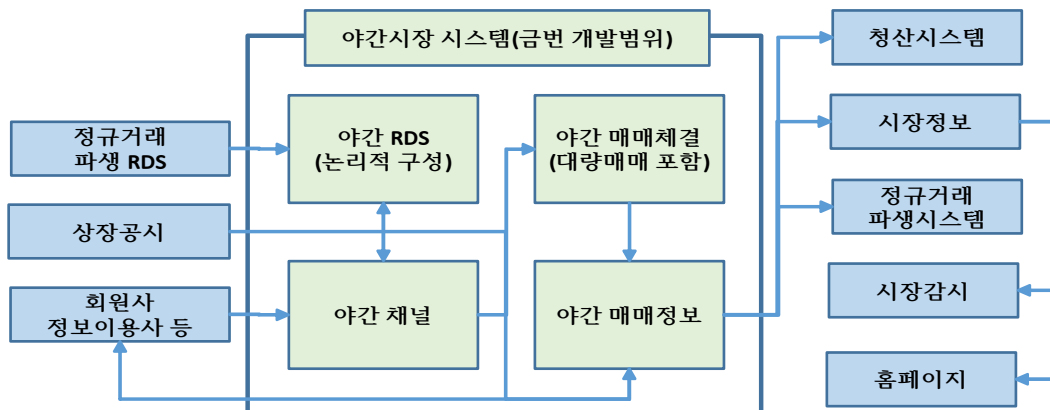 야간시장 시스템(금번 개발범위)
정규거래
파생 RDS
상장공시
회원사
정보이용사 등
야간 RDS
(논리적 구성)
야간 매매체결
(대량매매 포함)
야간 채널
야간 매매정보
청산시스템
시장정보
정규거래
파생시스템
시장감시
홈페이지